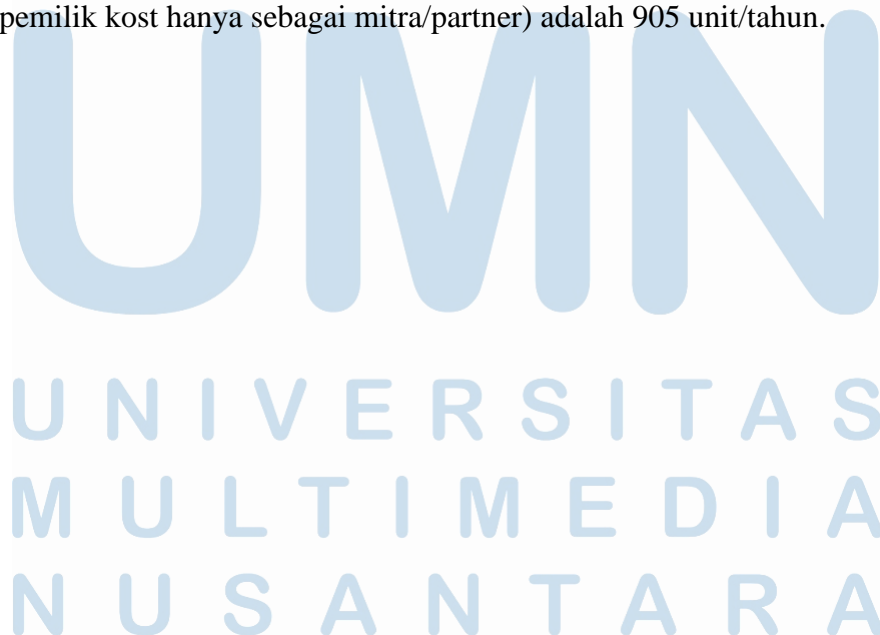 pemilik kost hanya sebagai mitra/partner) adalah 905 unit/tahun.
UMN
UNIVERSITAS
MULTIMEDIA
NUSANTARA